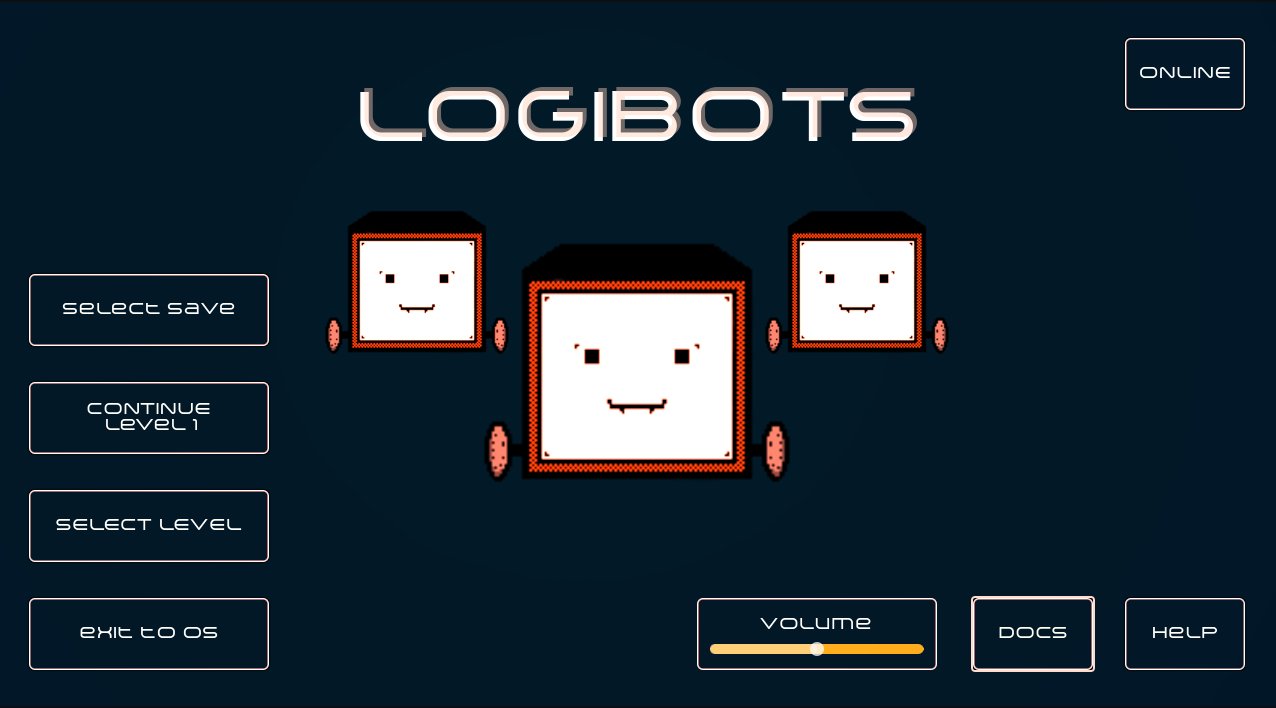 LOGIBOTS
ONLINE
select save
CONTINUE
LEVEL 1
SELECT LEVEL
exit to os
VOLUME
DOCS
HELP